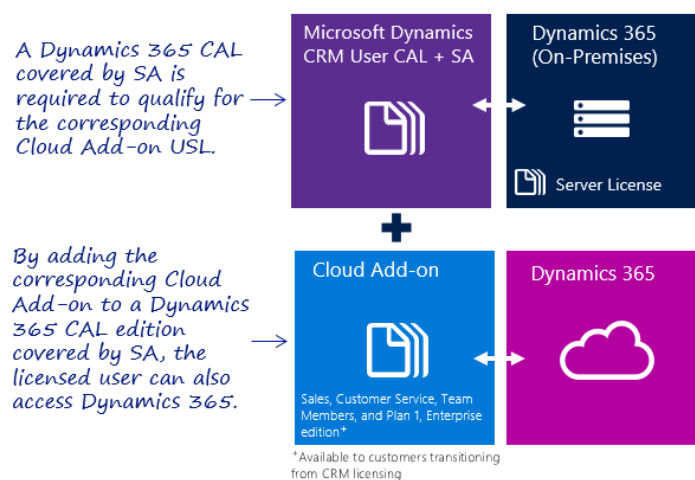 A Dynamics 365 CAL
covered by SA is
required to qualify for
the corresponding
Cloud Add-on USL.
Microsoft Dynamics
CRM User CAL + SA
Dynamics 365
(On-Premises)
Server License
By adding the
corresponding Cloud
Add-on to a Dynamics
365 CAL edition
covered by SA, the
licensed user can also
access Dynamics 365.
Cloud Add-on
Sales, Customer Service, Team
Members, and Plan 1, Enterprise
edition+
Dynamics 365
+Available to customers transitioning
from CRM licensing